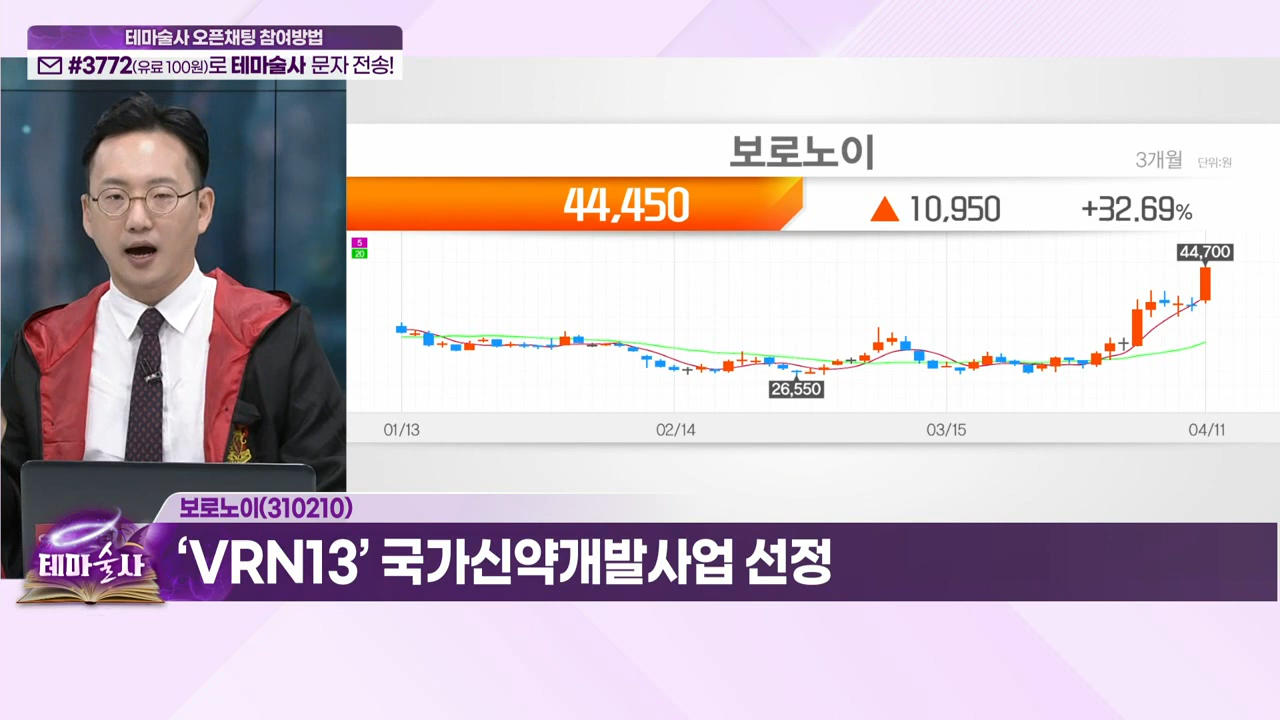 테마술사 오픈채팅 참여방법
#3772(유료 100원)로 테마술사 문자 전송!
보로노이
3개월 단위:원
44,450 ▲ 10,950 +32.69%
5
20
44,700
26,550
01/13 02/14 03/15 04/11
보로노이(310210)
테마술사
‘VRN13’ 국가신약개발사업 선정